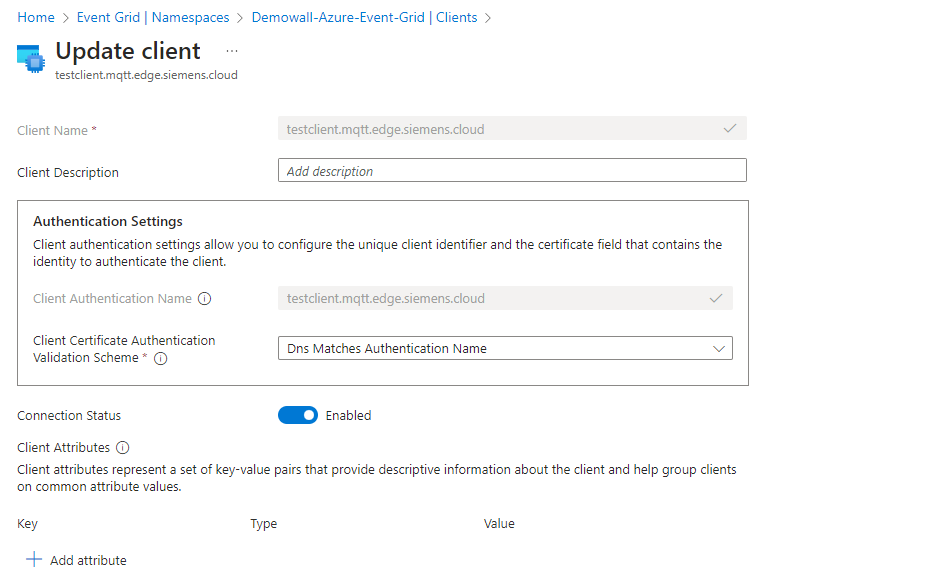 Home > Event Grid | Namespaces > Demowall-Azure-Event-Grid | Clients >
Update client ...
testclient.mqtt.edge.siemens.cloud
Client Name * testclient.mqtt.edge.siemens.cloud
Client Description Add description
Authentication Settings
Client authentication settings allow you to configure the unique client identifier and the certificate field that contains the
identity to authenticate the client.
Client Authentication Name testclient.mqtt.edge.siemens.cloud
Client Certificate Authentication
Validation Scheme * Dns Matches Authentication Name
Connection Status Enabled
Client Attributes
Client attributes represent a set of key-value pairs that provide descriptive information about the client and help group clients
on common attribute values.
Key Type Value
+ Add attribute